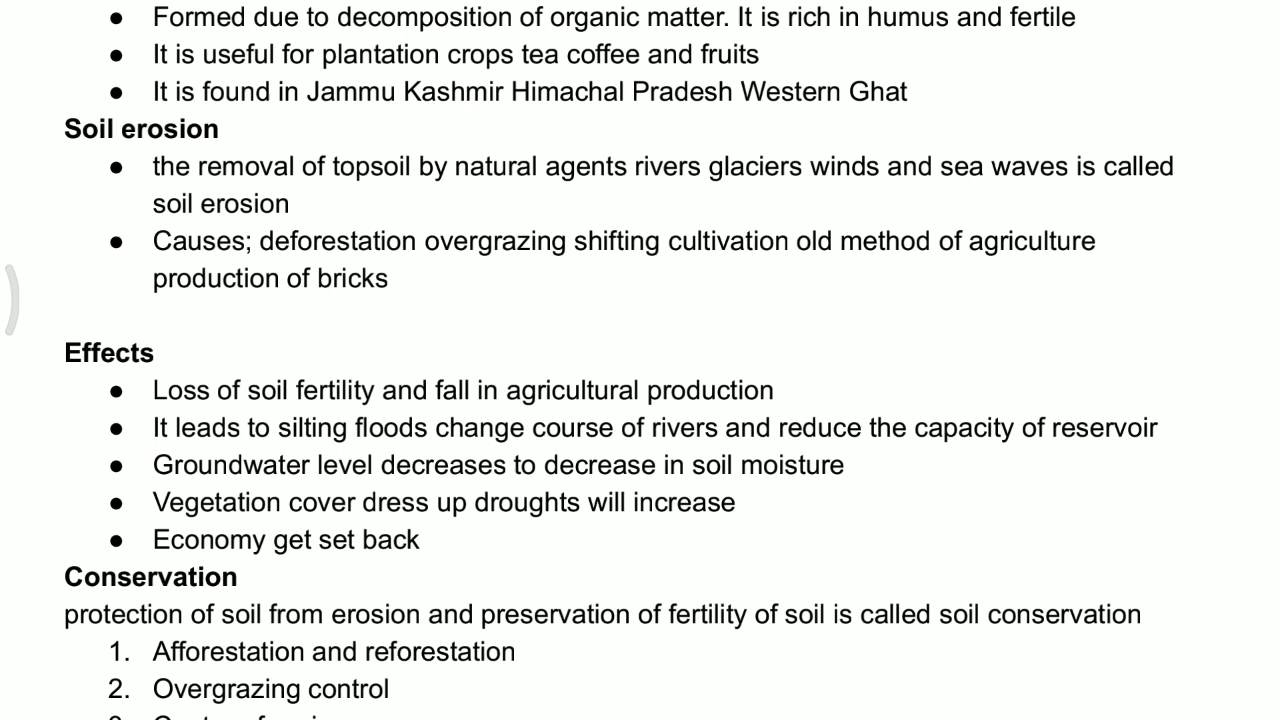 ● Formed due to decomposition of organic matter. It is rich in humus and fertile
● It is useful for plantation crops tea coffee and fruits
● It is found in Jammu Kashmir Himachal Pradesh Western Ghat
Soil erosion
● the removal of topsoil by natural agents rivers glaciers winds and sea waves is called
soil erosion
● Causes; deforestation overgrazing shifting cultivation old method of agriculture
production of bricks
Effects
● Loss of soil fertility and fall in agricultural production
● It leads to silting floods change course of rivers and reduce the capacity of reservoir
● Groundwater level decreases to decrease in soil moisture
● Vegetation cover dress up droughts will increase
● Economy get set back
Conservation
protection of soil from erosion and preservation of fertility of soil is called soil conservation
1. Afforestation and reforestation
2. Overgrazing control